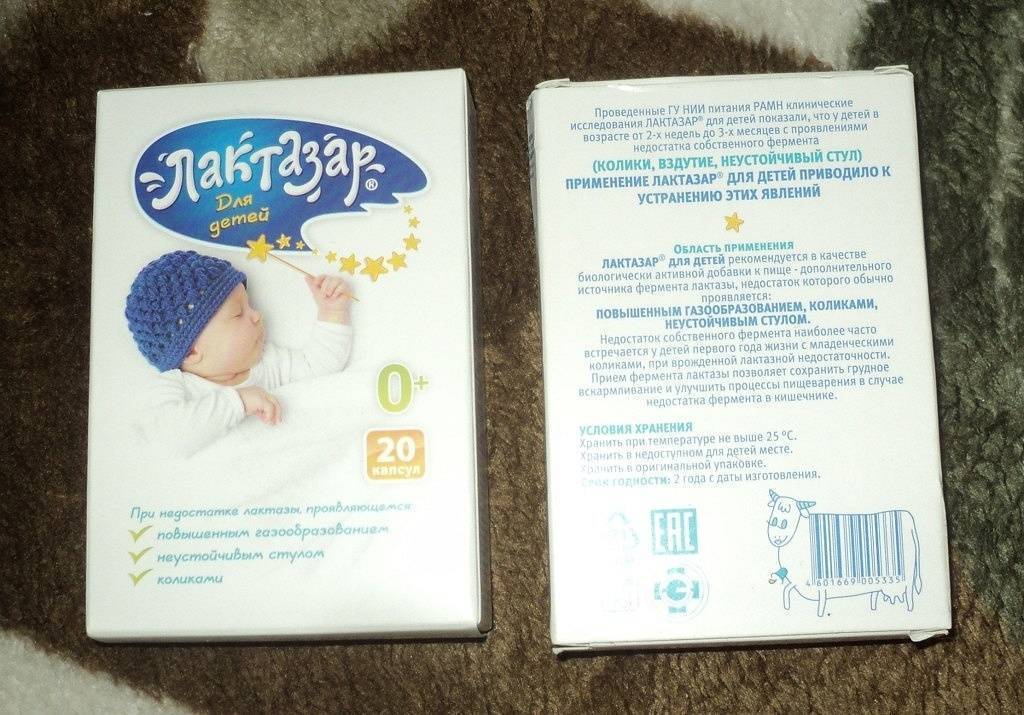 Лактазар®
Для
детей
0+
20
капсул
При недостатке лактазы, проявляющемся
повышенным газообразованием
неустойчивым стулом
коликами
Проведенные ГУ НИИ питания РАМН клинические
исследования ЛАКТАЗАР® для детей показали, что у детей в
возрасте от 2-х недель до 3-х месяцев с проявлениями
недостатка собственного фермента
(КОЛИКИ, ВЗДУТИЕ, НЕУСТОЙЧИВЫЙ СТУЛ)
ПРИМЕНЕНИЕ ЛАКТАЗАР® ДЛЯ ДЕТЕЙ ПРИВОДИЛО К
УСТРАНЕНИЮ ЭТИХ ЯВЛЕНИЙ
ОБЛАСТЬ ПРИМЕНЕНИЯ
ЛАКТАЗАР® ДЛЯ ДЕТЕЙ рекомендуется в качестве
биологически активной добавки к пище - дополнительного
источника фермента лактазы, недостаток которого обычно
проявляется:
ПОВЫШЕННЫМ ГАЗООБРАЗОВАНИЕМ, КОЛИКАМИ,
НЕУСТОЙЧИВЫМ СТУЛОМ.
Недостаток собственного фермента наиболее часто
встречается у детей первого года жизни с младенческими
коликами, при врожденной лактазной недостаточности.
Прием фермента лактазы позволяет сохранить грудное
вскармливание и улучшить процессы пищеварения в случае
недостатка фермента в кишечнике.
УСЛОВИЯ ХРАНЕНИЯ
Хранить при температуре не выше 25 °С.
Хранить в недоступном для детей месте.
Хранить в оригинальной упаковке.
Срок годности: 2 года с даты изготовления.
EAC
4 601669 005335